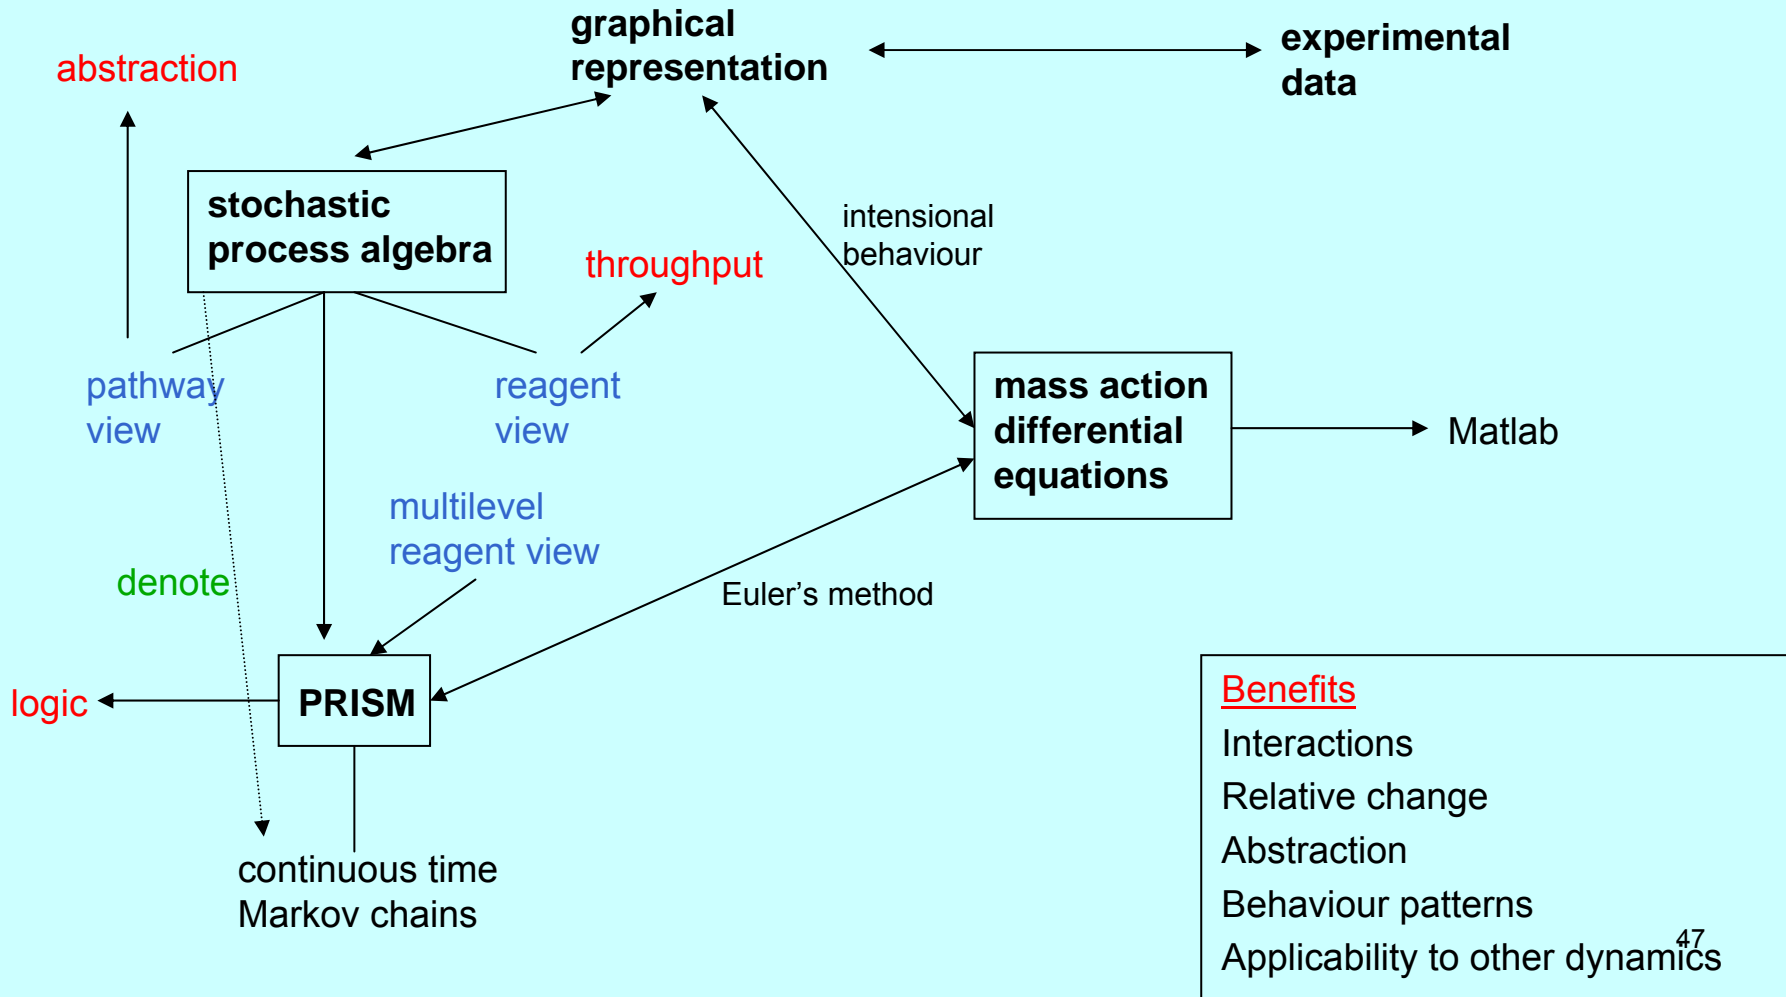 graphical
representation
experimental
data
abstraction
stochastic
process algebra
intensional
behaviour
throughput
pathway
view
reagent
view
mass action
differential
equations
Matlab
multilevel
reagent view
denote
Euler’s method
logic
PRISM
continuous time
Markov chains
Benefits
Interactions
Relative change
Abstraction
Behaviour patterns
Applicability to other dynamics
47